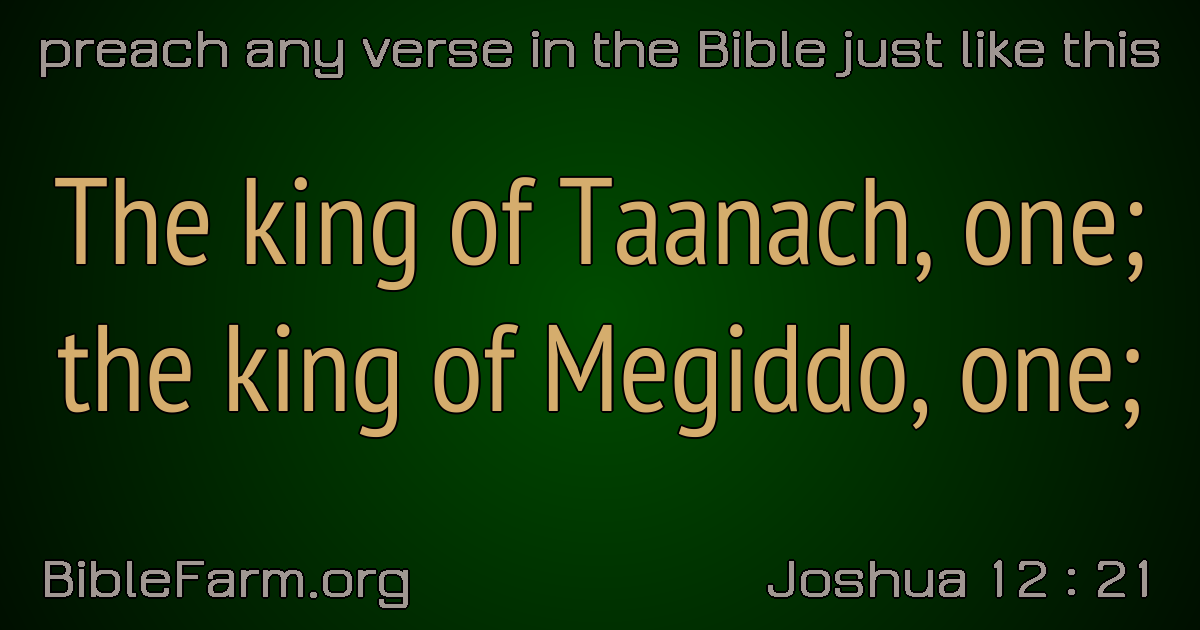 preach any verse in the Bible just like this
The king of Taanach, one;
the king of Megiddo, one;
BibleFarm.org
Joshua 12 : 21